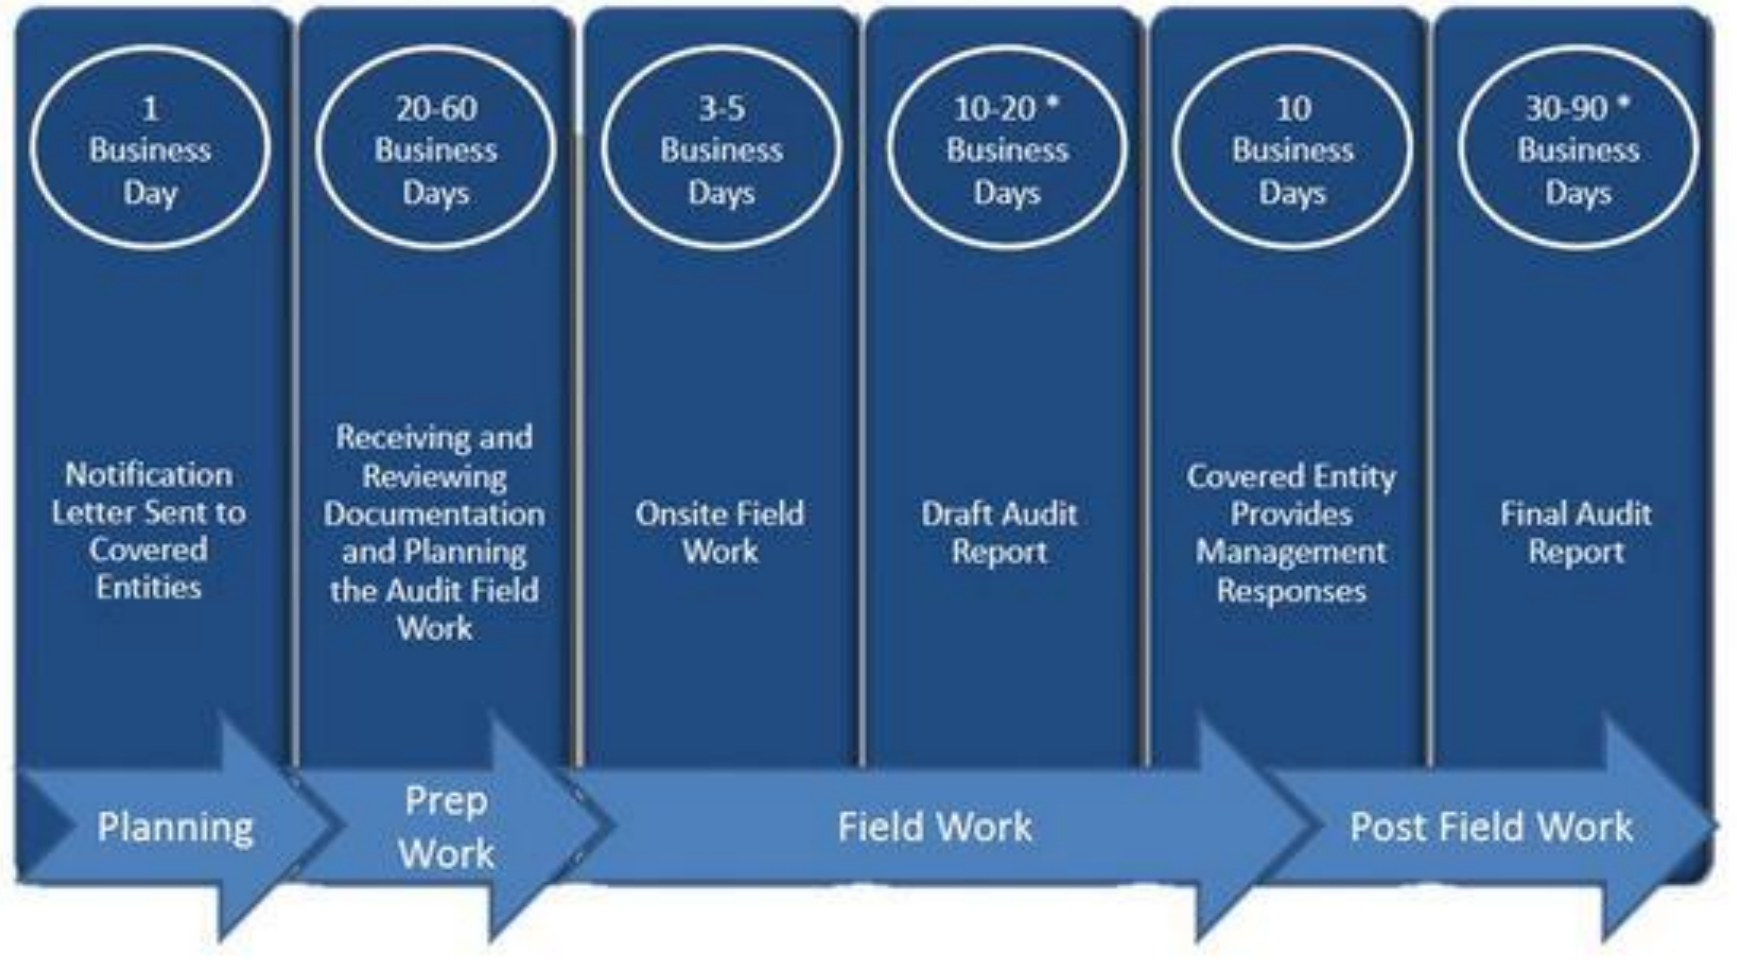 1
Business
Day
Notification
Letter Sent to
Covered
Entities
20-60
Business
Days
Receiving and
Reviewing
Documentation
and Planning
the Audit Field
Work
3-5
Business
Days
Onsite Field
Work
10-20 *
Business
Days
Draft Audit
Report
10
Business
Days
Covered Entity
Provides
Management
Responses
30-90 *
Business
Days
Final Audit
Report
Planning
Prep
Work
Field Work
Post Field Work